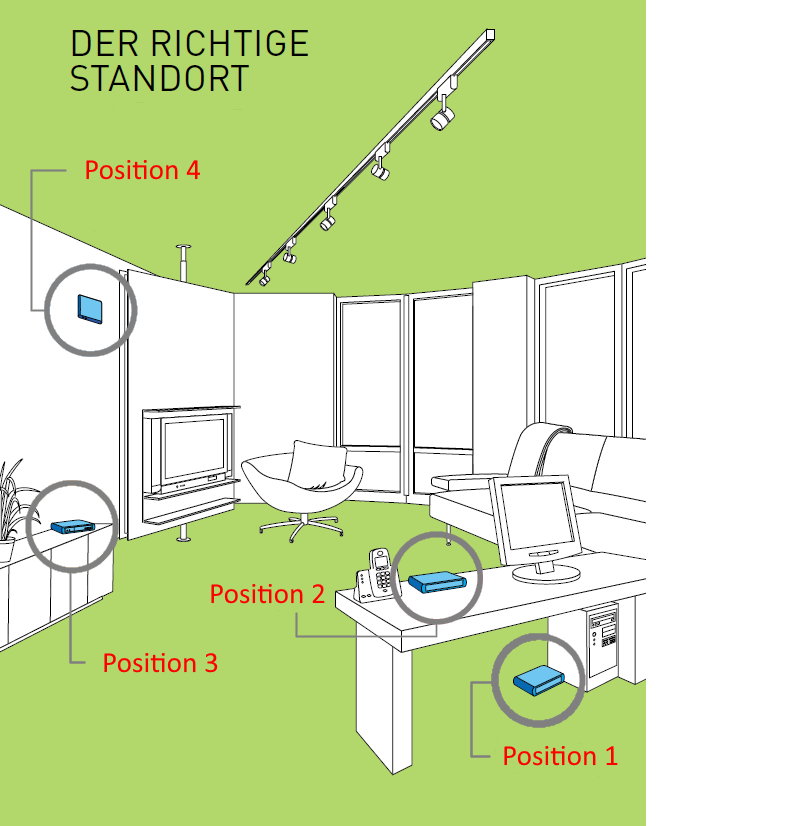 DER RICHTIGE
STANDORT
Position 4
Position 2
Position 3
Position 1